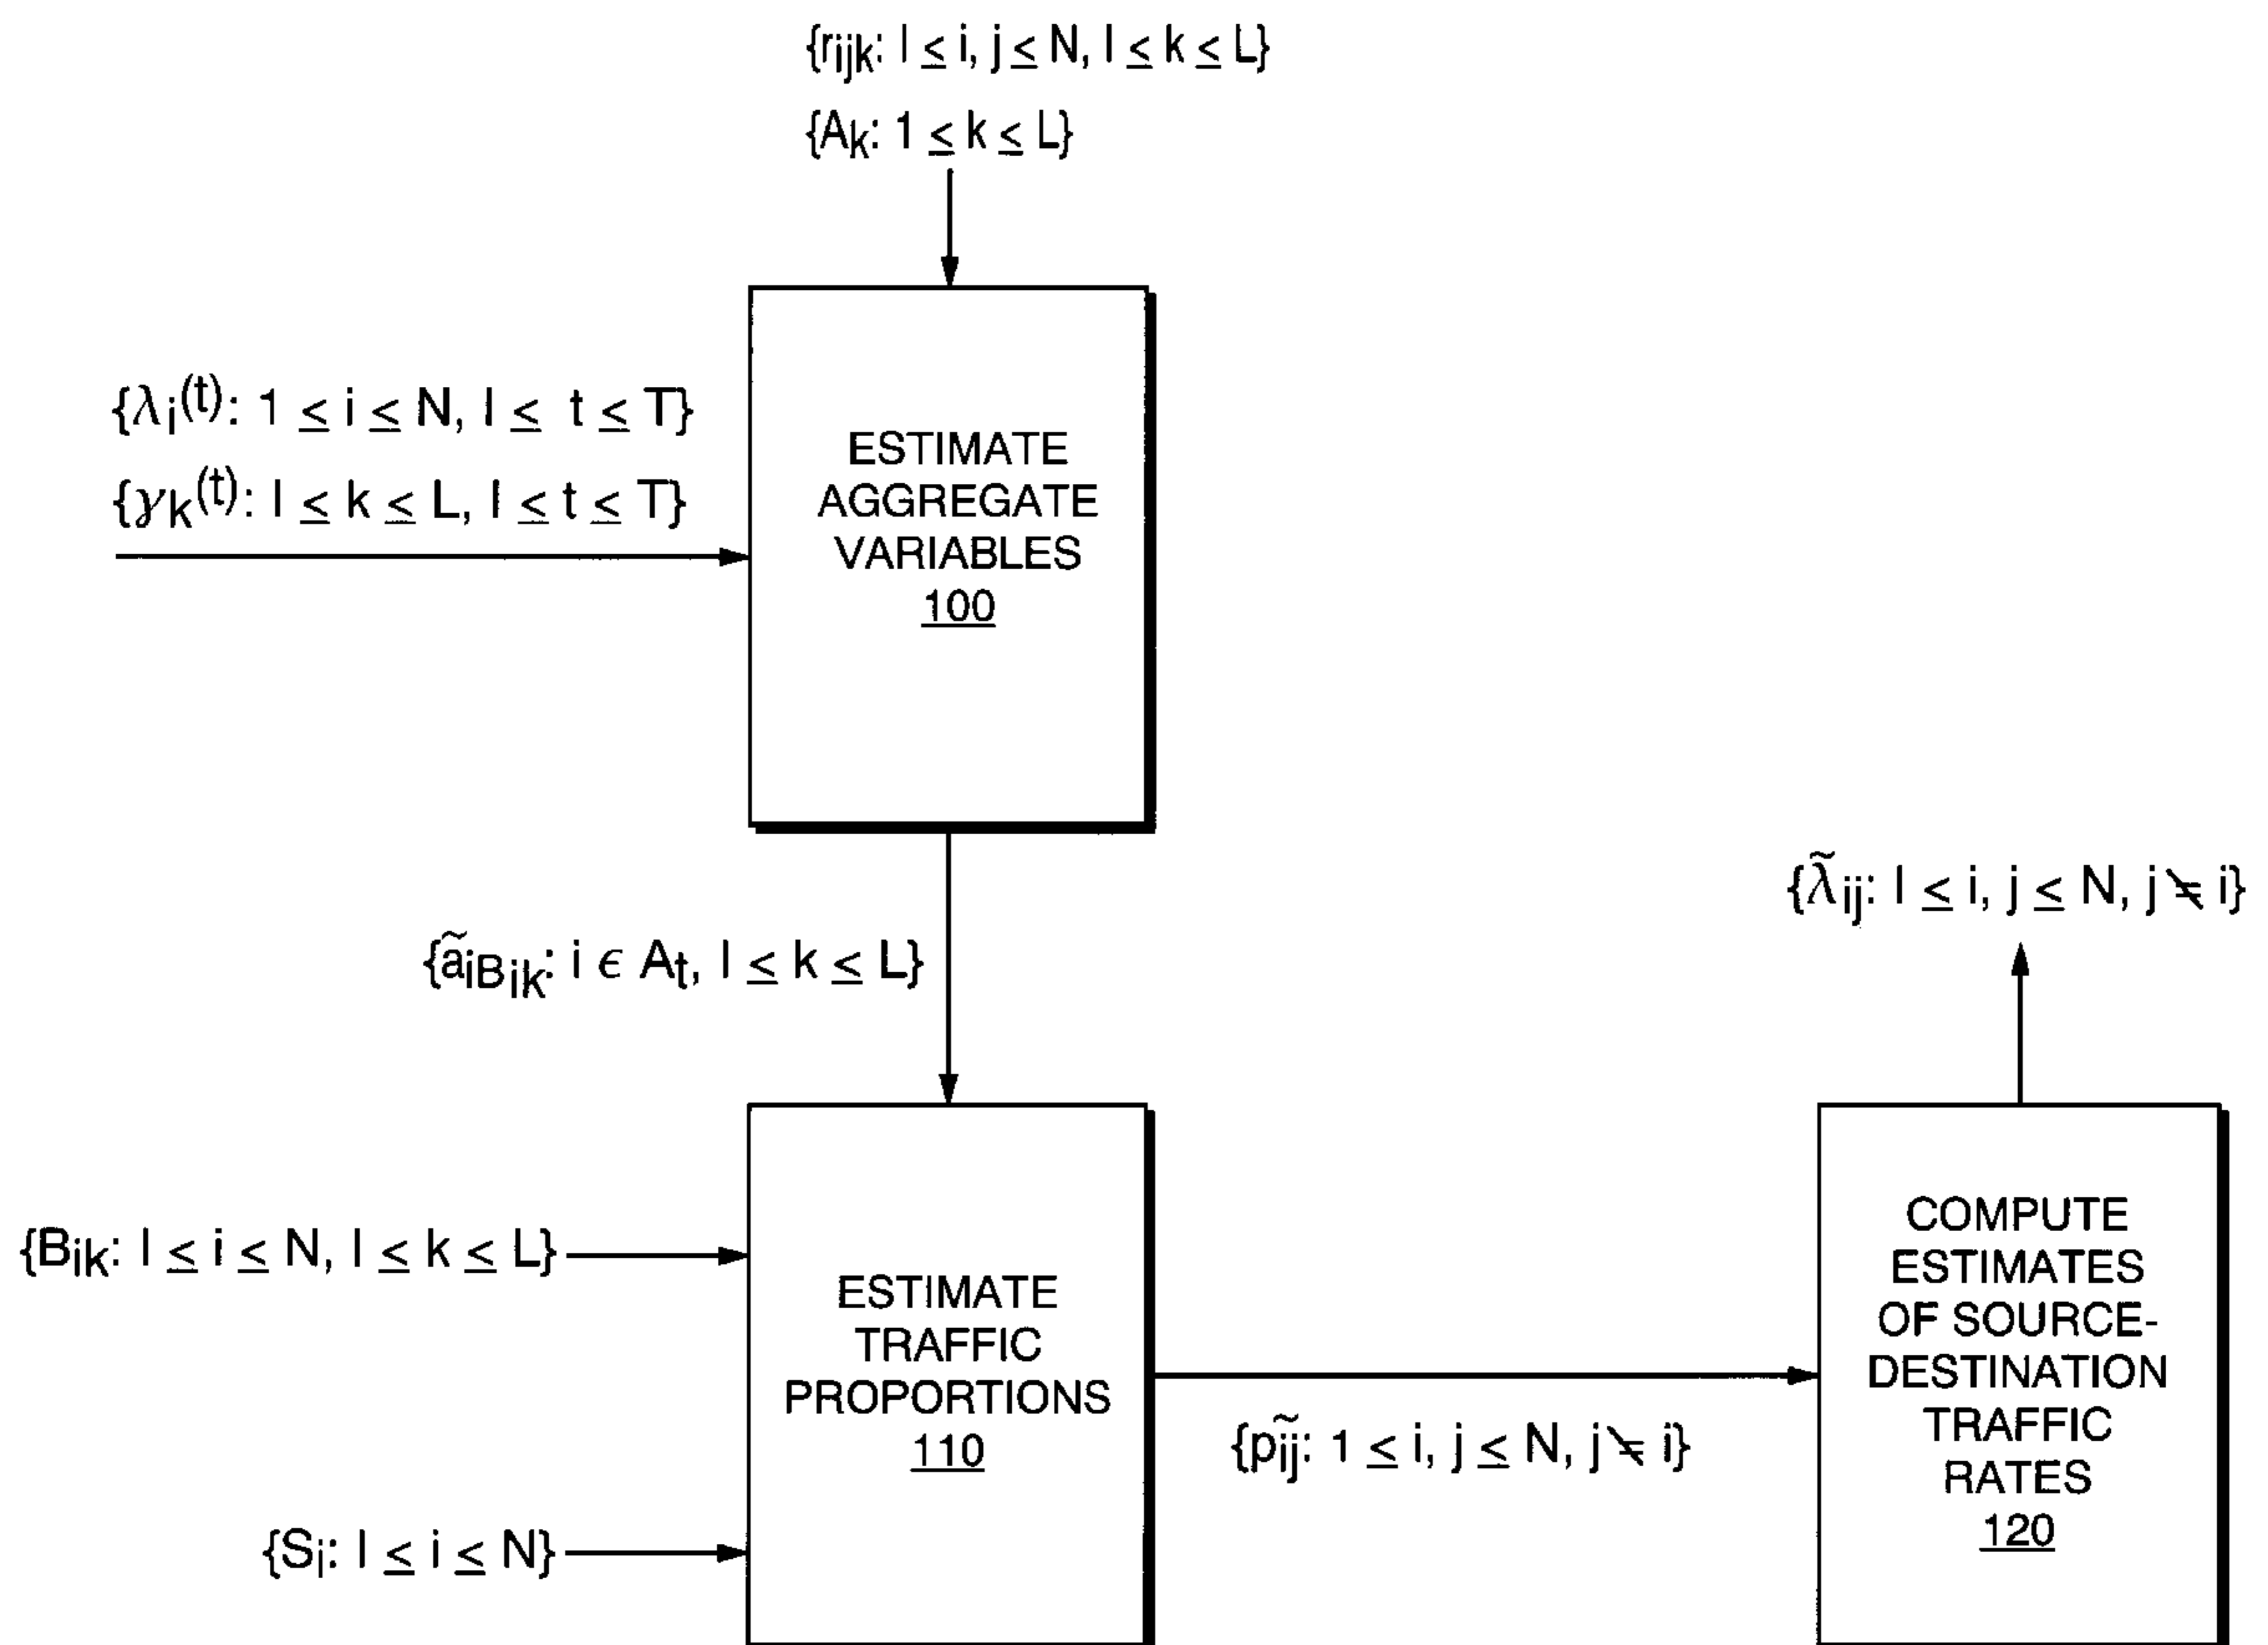 {rijk: l ≤ i, j ≤ N, l ≤ k ≤ L}
{Ak: 1 ≤ k ≤ L}
{λi(t): 1 ≤ i ≤ N, l ≤ t ≤ T}
{γk(t): l ≤ k ≤ L, l ≤ t ≤ T}
ESTIMATE
AGGREGATE
VARIABLES
100
{ãiBik: i ϵ At, l ≤ k ≤ L}
{λ̃ij: l ≤ i, j ≤ N, j ≠ i}
{Bik: l ≤ i ≤ N, l ≤ k ≤ L}
{Si: l ≤ i ≤ N}
ESTIMATE
TRAFFIC
PROPORTIONS
110
{p̃ij: 1 ≤ i, j ≤ N, j ≠ i}
COMPUTE
ESTIMATES
OF SOURCE-
DESTINATION
TRAFFIC
RATES
120